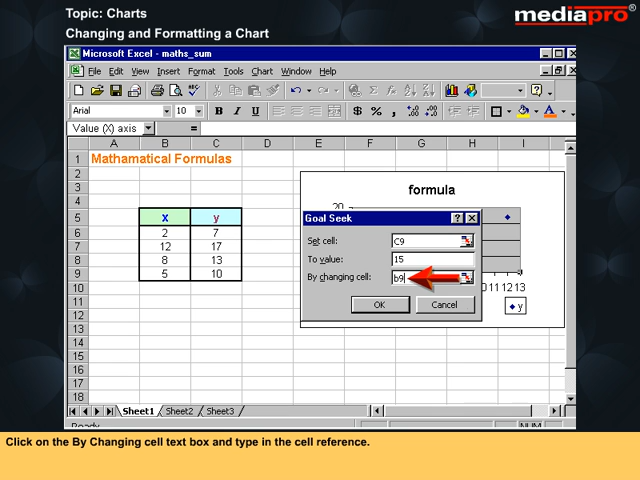 Topic: Charts
mediapro®
Changing and Formatting a Chart
Microsoft Excel - maths_sum
File Edit View Insert Format Tools Chart Window Help
Arial 10 B I U $ % ,
Value (X) axis =
A B C D E F G H I
1 Mathamatical Formulas
2
3 formula
4 20
5 x y
6 2 7
7 12 17
8 8 13
9 5 10
Goal Seek ? X
Set cell: C9
To value: 15
By changing cell: b9
OK Cancel
10 11 12 13
y
10
11
12
13
14
15
16
17
18
Sheet1 Sheet2 Sheet3
Ready NUM
Click on the By Changing cell text box and type in the cell reference.